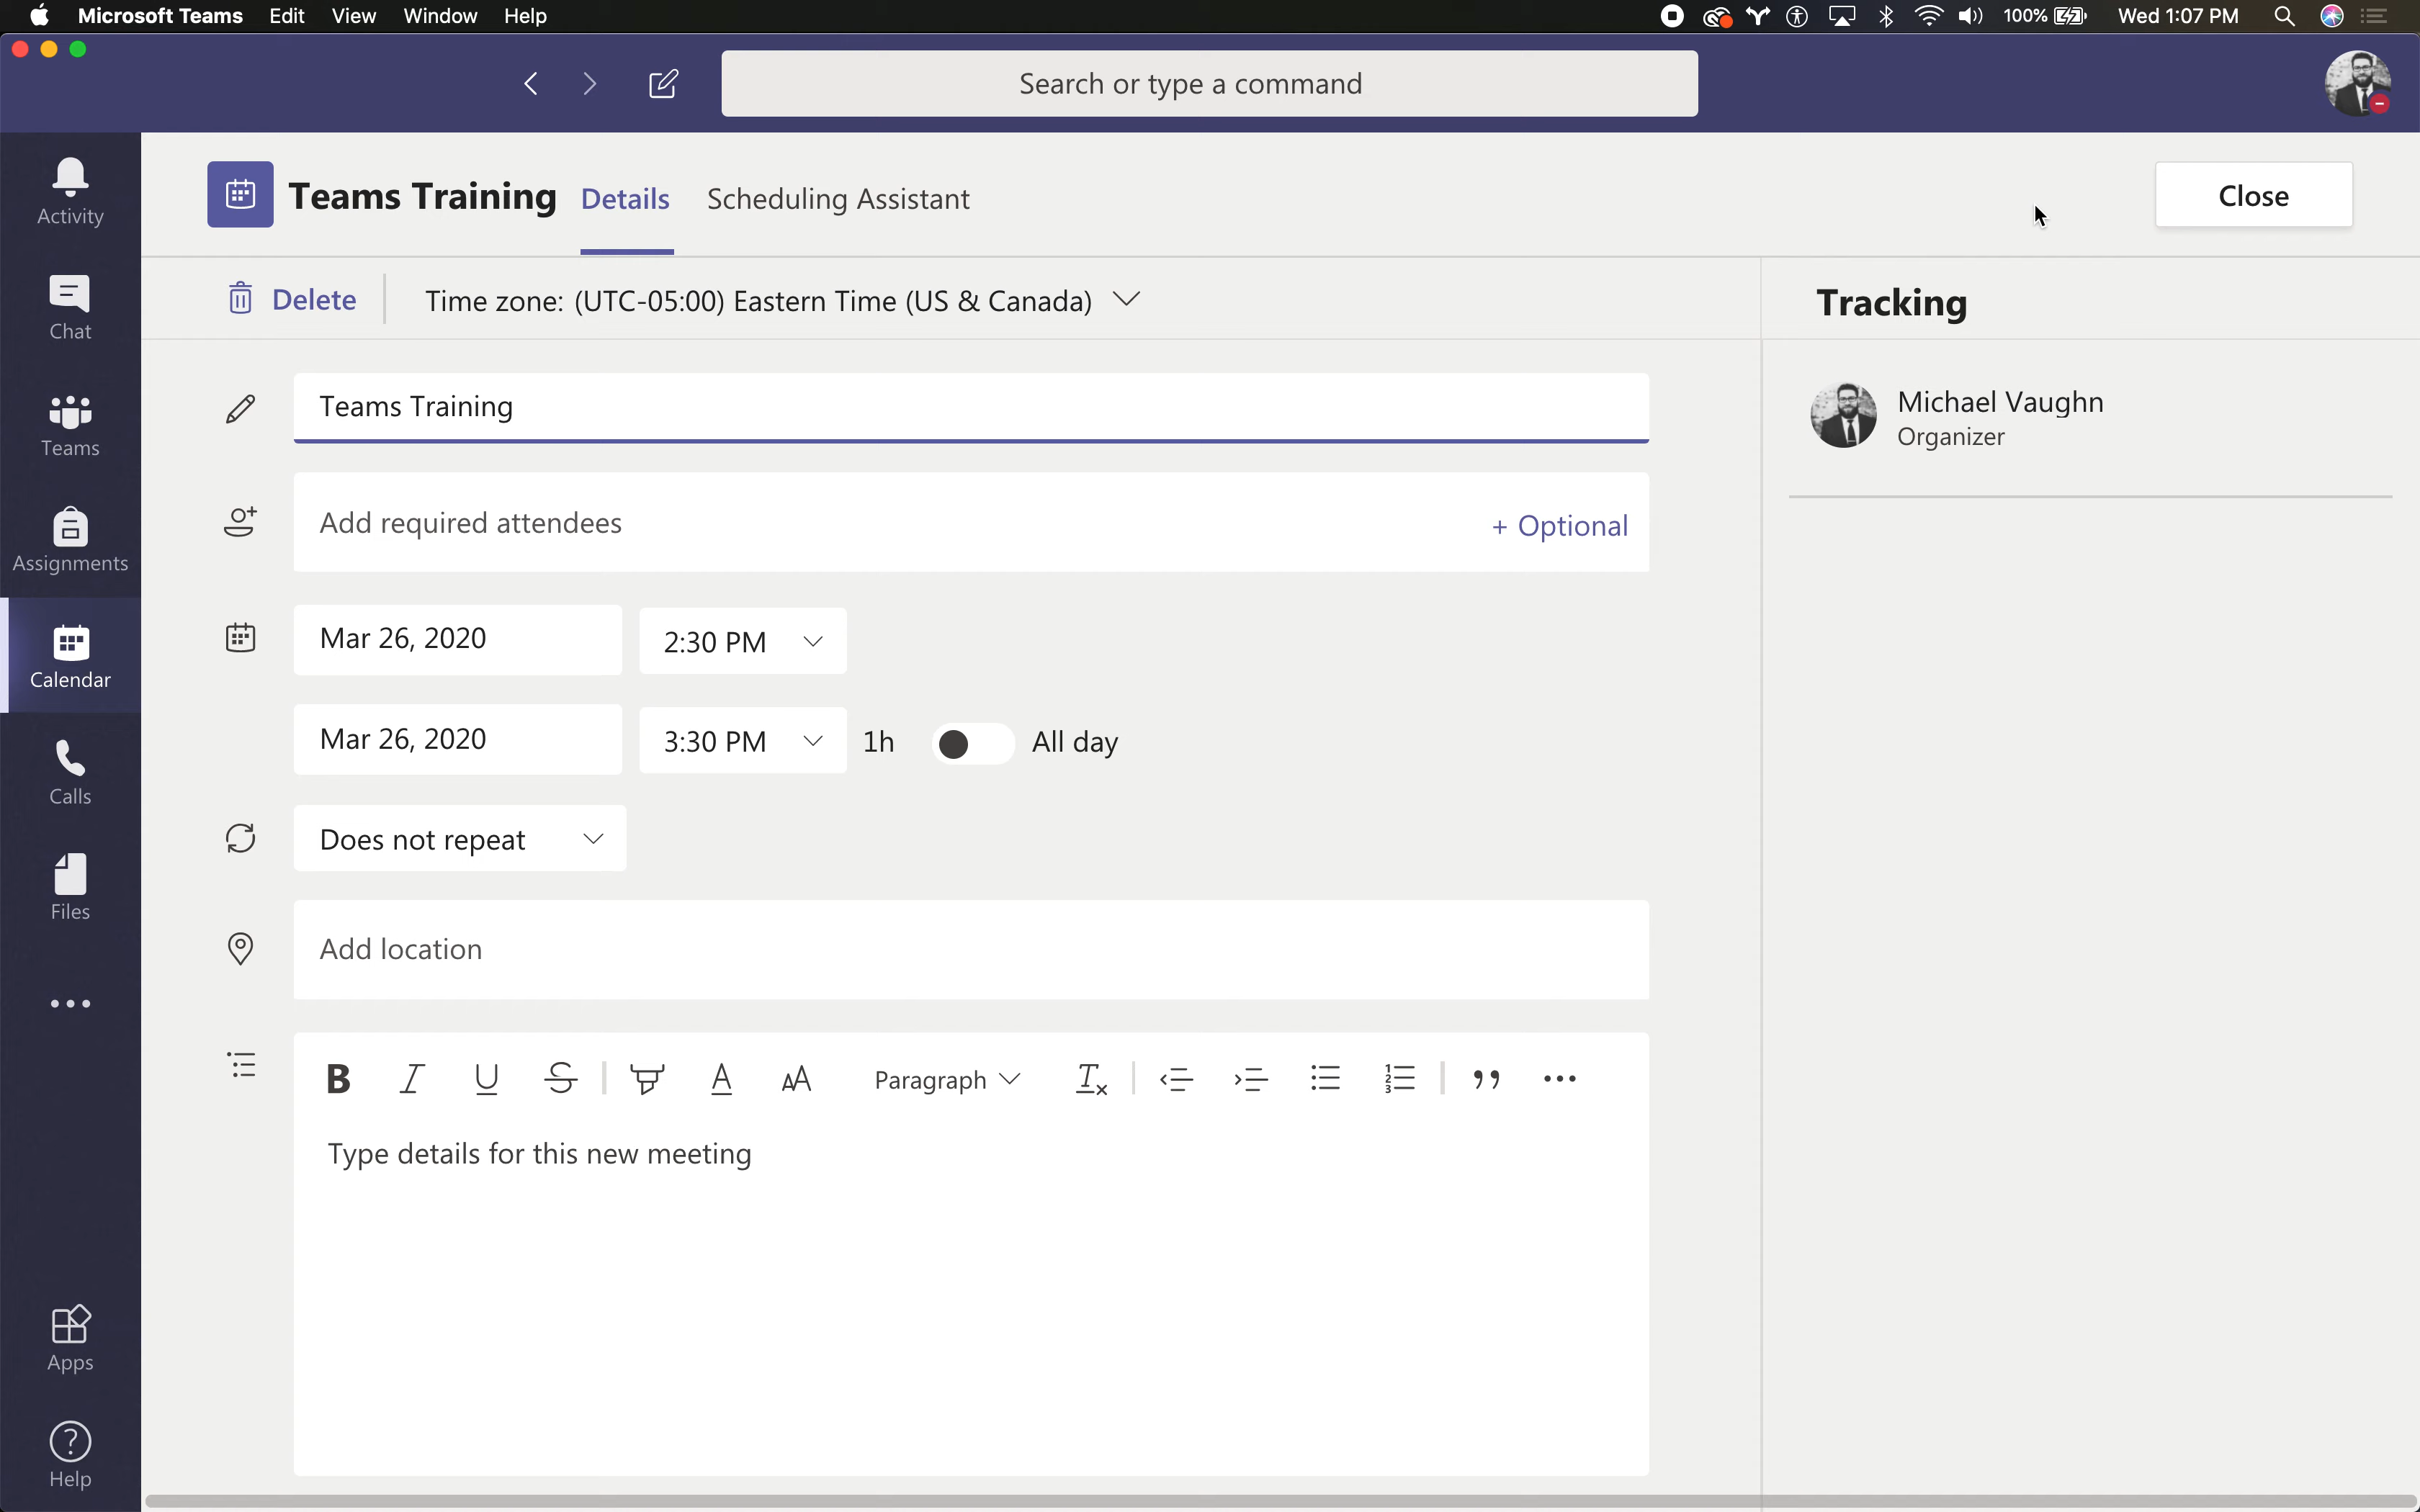 Microsoft Teams Edit View Window Help 100% Wed 1:07 PM
Search or type a command
Activity
Chat
Teams
Assignments
Calendar
Calls
Files
Apps
Help
Teams Training Details Scheduling Assistant Close
Delete Time zone: (UTC-05:00) Eastern Time (US & Canada)
Teams Training
Add required attendees + Optional
Mar 26, 2020 2:30 PM
Mar 26, 2020 3:30 PM 1h All day
Does not repeat
Add location
B I U S A AA Paragraph
Type details for this new meeting
Tracking
Michael Vaughn
Organizer